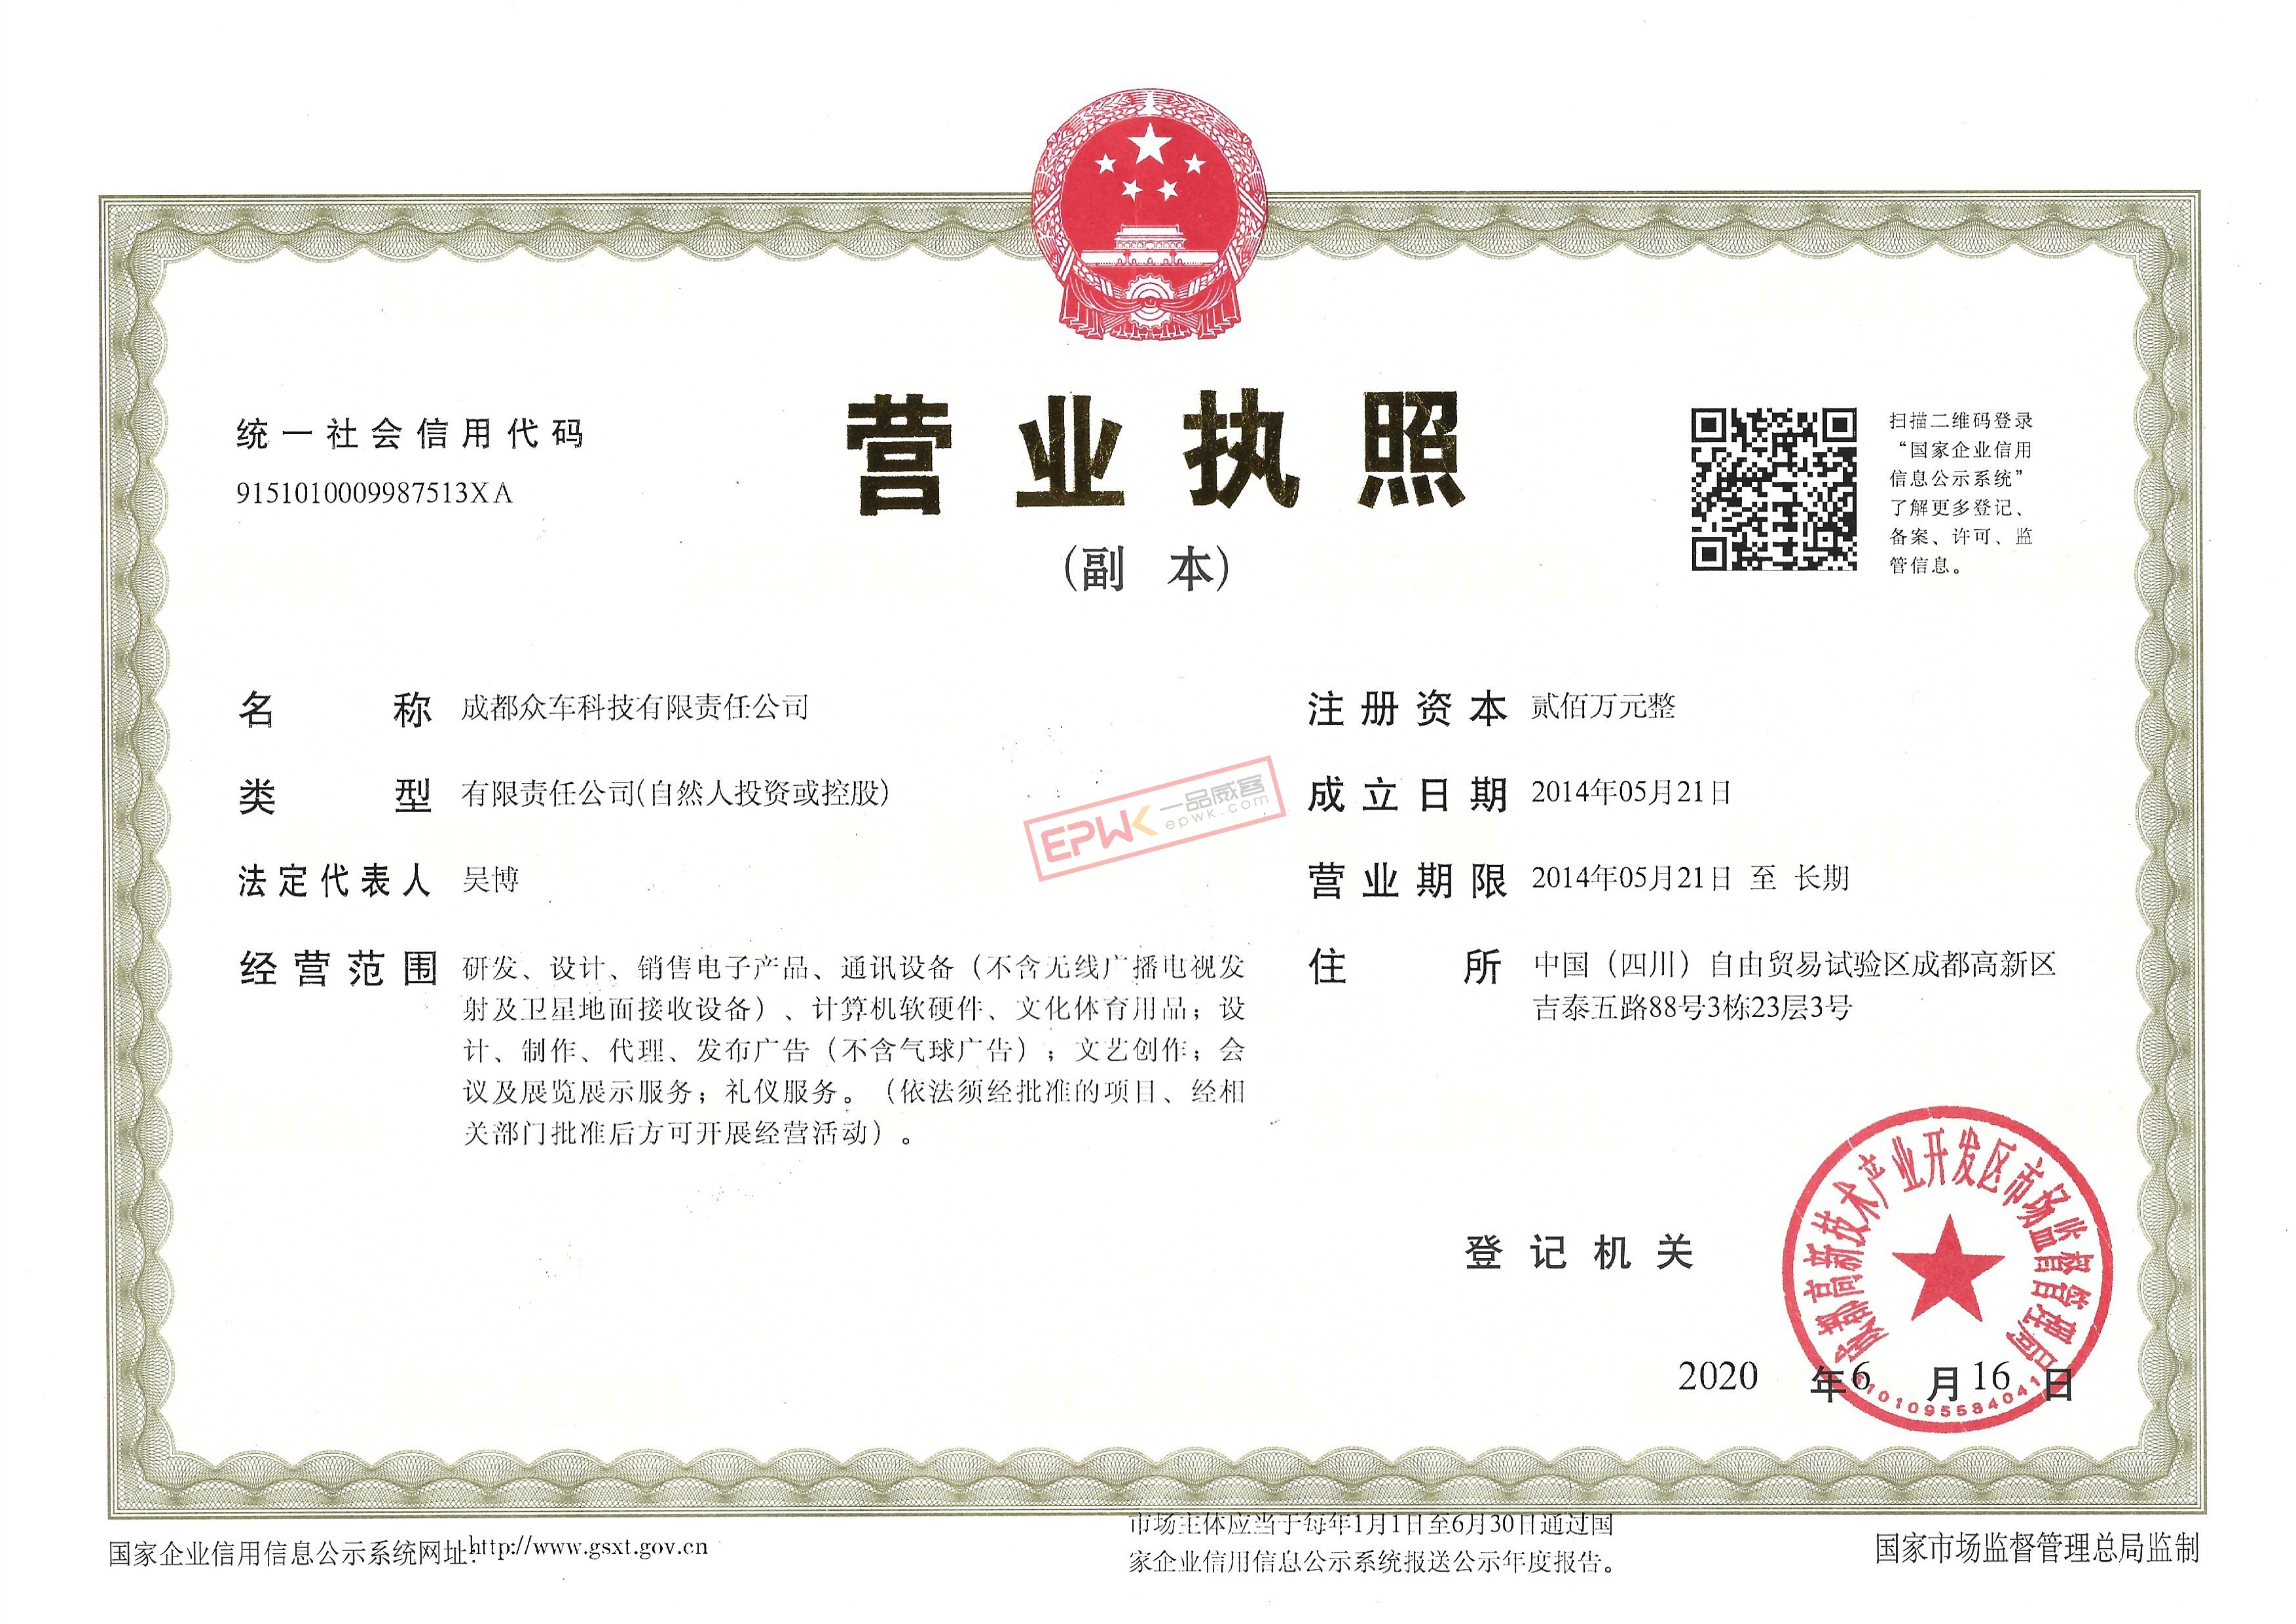 统一社会信用代码
9151010009987513XA
营业执照
(副 本)
扫描二维码登录
“国家企业信用
信息公示系统”
了解更多登记、
备案、许可、监
管信息。
名 称 成都众车科技有限责任公司
类 型 有限责任公司(自然人投资或控股)
法定代表人 吴博
经营范围 研发、设计、销售电子产品、通讯设备（不含无线广播电视发
射及卫星地面接收设备）、计算机软硬件、文化体育用品；设
计、制作、代理、发布广告（不含气球广告）；文艺创作；会
议及展览展示服务；礼仪服务。（依法须经批准的项目、经相
关部门批准后方可开展经营活动）。
注册资本 贰佰万元整
成立日期 2014年05月21日
营业期限 2014年05月21日 至 长期
住 所 中国（四川）自由贸易试验区成都高新区
吉泰五路88号3栋23层3号
EPWK 一品威客
epwk.com
登记机关
成都高新技术产业开发区市场监督管理局
5101095584041
2020 年 6 月 16 日
国家企业信用信息公示系统网址:http://www.gsxt.gov.cn
市场主体应当于每年1月1日至6月30日通过国
家企业信用信息公示系统报送公示年度报告。
国家市场监督管理总局监制